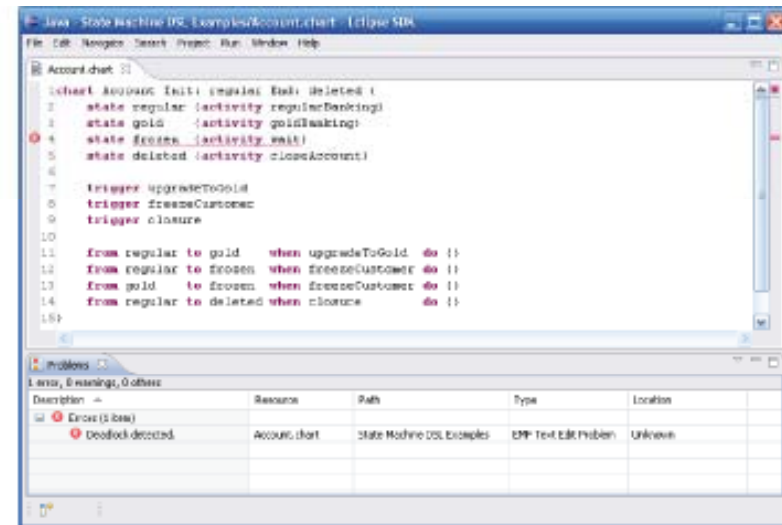 Java - State Machine DSL Examples/Account.chart - Eclipse SDK
File Edit Navigate Search Project Run Window Help
Account.chart
1 chart Account Init: regular End: deleted {
2 state regular {activity regularBanking}
3 state gold {activity goldBanking}
4 state frozen {activity wait}
5 state deleted {activity closeAccount}
6
7 trigger upgradeToGold
8 trigger freezeCustomer
9 trigger closure
10
11 from regular to gold when upgradeToGold do {}
12 from regular to frozen when freezeCustomer do {}
13 from gold to frozen when freezeCustomer do {}
14 from regular to deleted when closure do {}
15 }
Problems
1 error, 0 warnings, 0 others
Description Resource Path Type Location
Errors (1 item)
Deadlock detected. Account.chart State Machine DSL Examples EMF Text Edit Problem Unknown